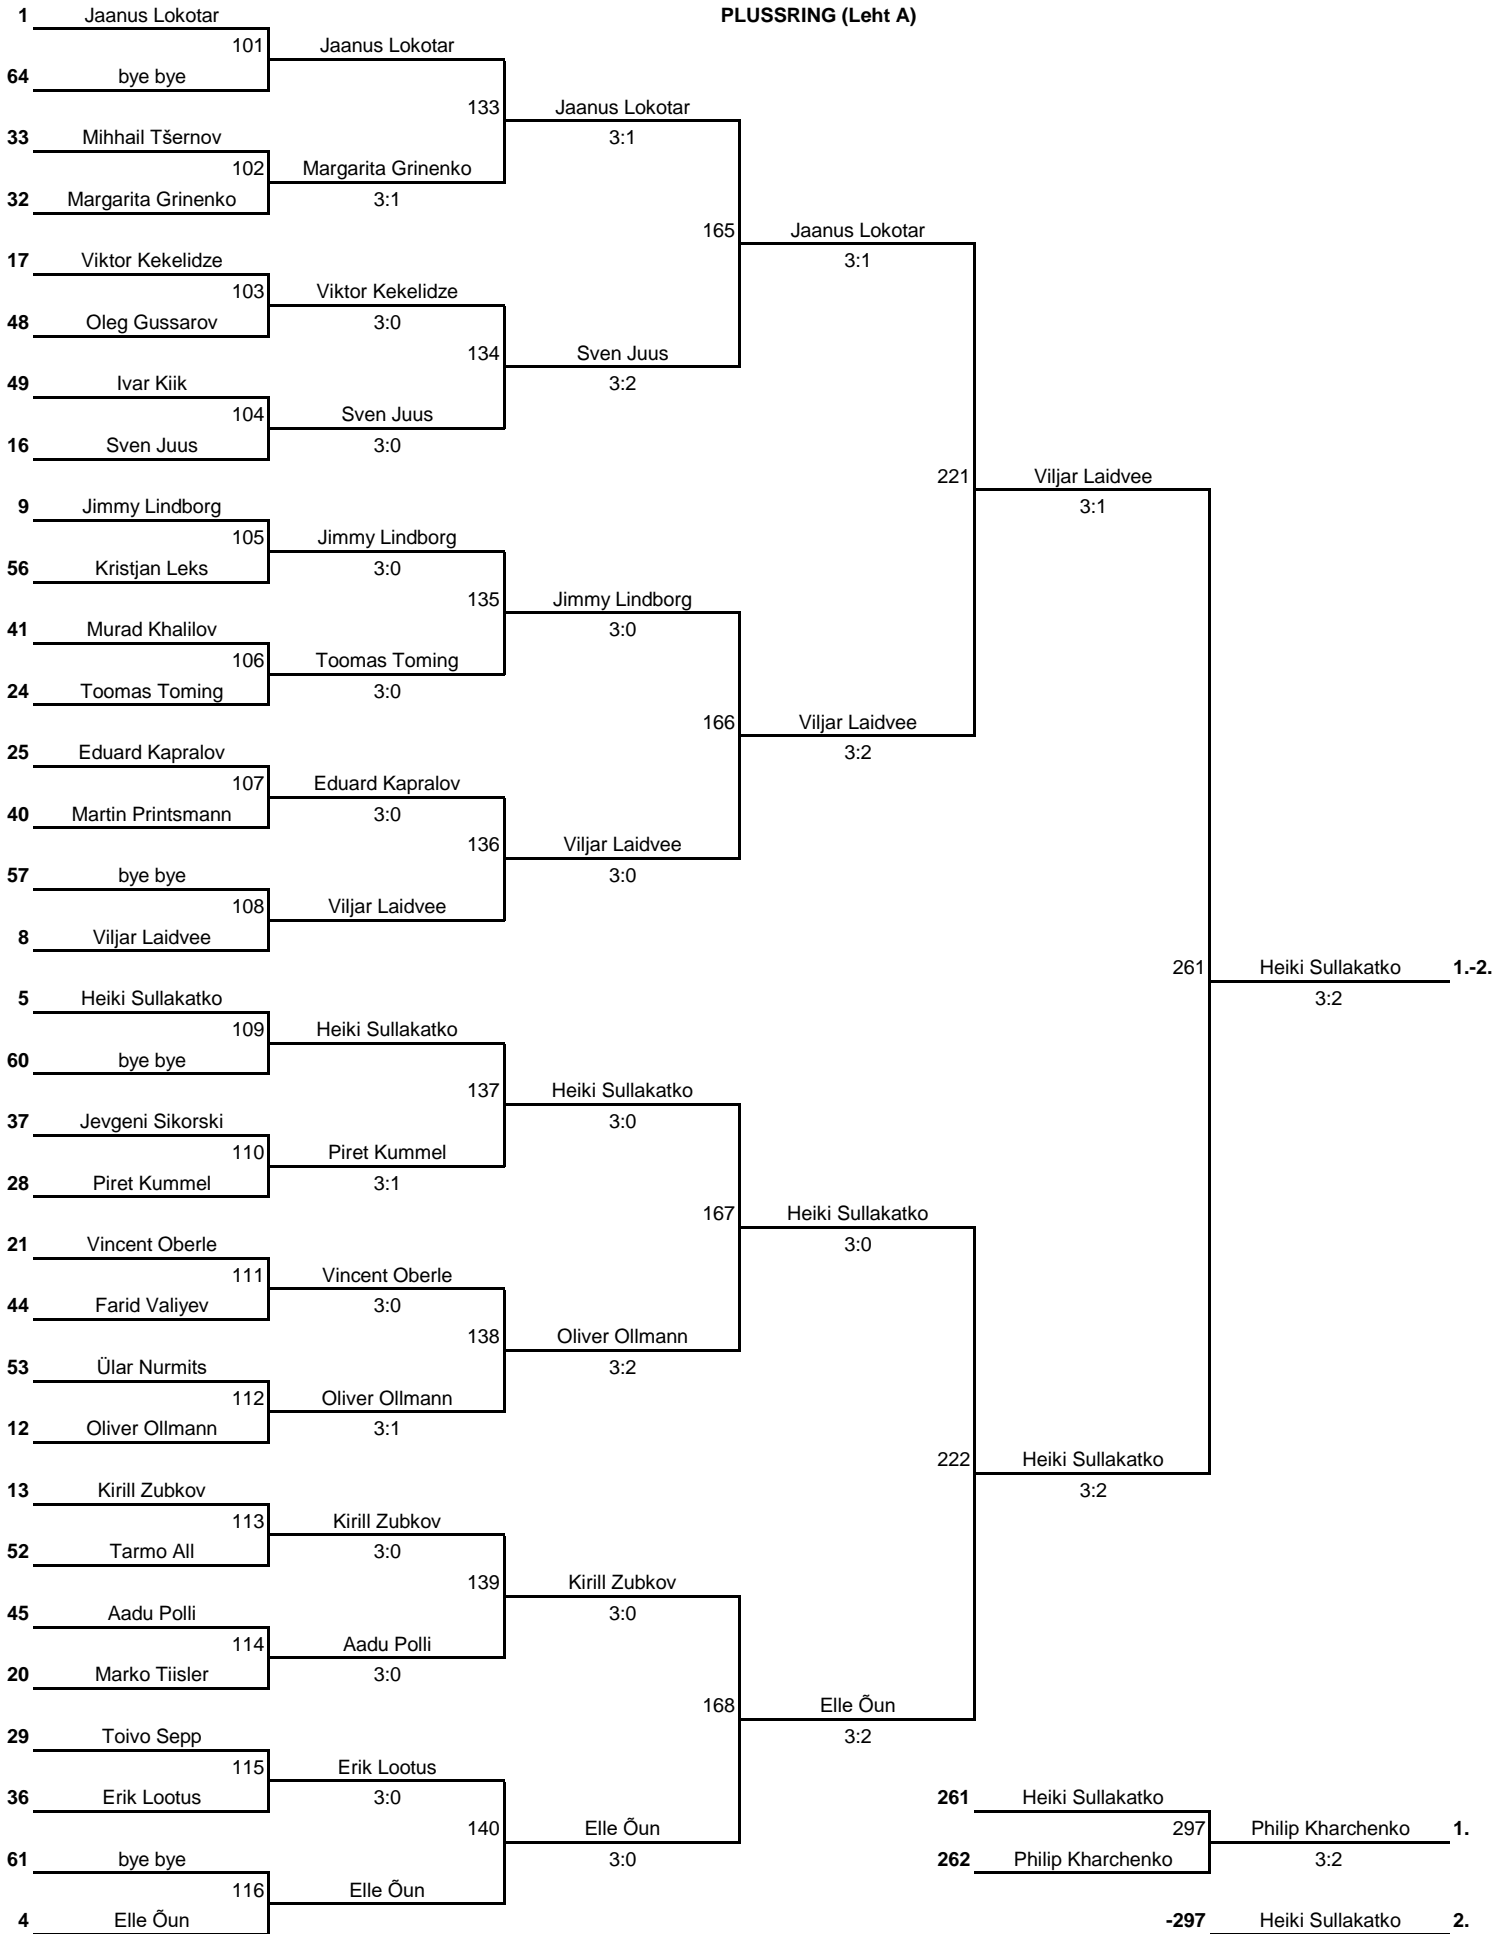 PLUSSRING (Leht A)
1 Jaanus Lokotar
101 Jaanus Lokotar
64 bye bye
133 Jaanus Lokotar
3:1
33 Mihhail Tšernov
102 Margarita Grinenko
32 Margarita Grinenko 3:1
165 Jaanus Lokotar
3:1
17 Viktor Kekelidze
103 Viktor Kekelidze
48 Oleg Gussarov 3:0
134 Sven Juus
3:2
49 Ivar Kiik
104 Sven Juus
16 Sven Juus 3:0
221 Viljar Laidvee
3:1
9 Jimmy Lindborg
105 Jimmy Lindborg
56 Kristjan Leks 3:0
135 Jimmy Lindborg
3:0
41 Murad Khalilov
106 Toomas Toming
24 Toomas Toming 3:0
166 Viljar Laidvee
3:2
25 Eduard Kapralov
107 Eduard Kapralov
40 Martin Printsmann 3:0
136 Viljar Laidvee
3:0
57 bye bye
108 Viljar Laidvee
8 Viljar Laidvee
261 Heiki Sullakatko 1.-2.
3:2
5 Heiki Sullakatko
109 Heiki Sullakatko
60 bye bye
137 Heiki Sullakatko
3:0
37 Jevgeni Sikorski
110 Piret Kummel
28 Piret Kummel 3:1
167 Heiki Sullakatko
3:0
21 Vincent Oberle
111 Vincent Oberle
44 Farid Valiyev 3:0
138 Oliver Ollmann
3:2
53 Ülar Nurmits
112 Oliver Ollmann
12 Oliver Ollmann 3:1
222 Heiki Sullakatko
3:2
13 Kirill Zubkov
113 Kirill Zubkov
52 Tarmo All 3:0
139 Kirill Zubkov
3:0
45 Aadu Polli
114 Aadu Polli
20 Marko Tiisler 3:0
168 Elle Õun
3:2
29 Toivo Sepp
115 Erik Lootus
36 Erik Lootus 3:0
261 Heiki Sullakatko
140 Elle Õun
3:0
297 Philip Kharchenko 1.
262 Philip Kharchenko 3:2
61 bye bye
116 Elle Õun
4 Elle Õun
-297 Heiki Sullakatko 2.